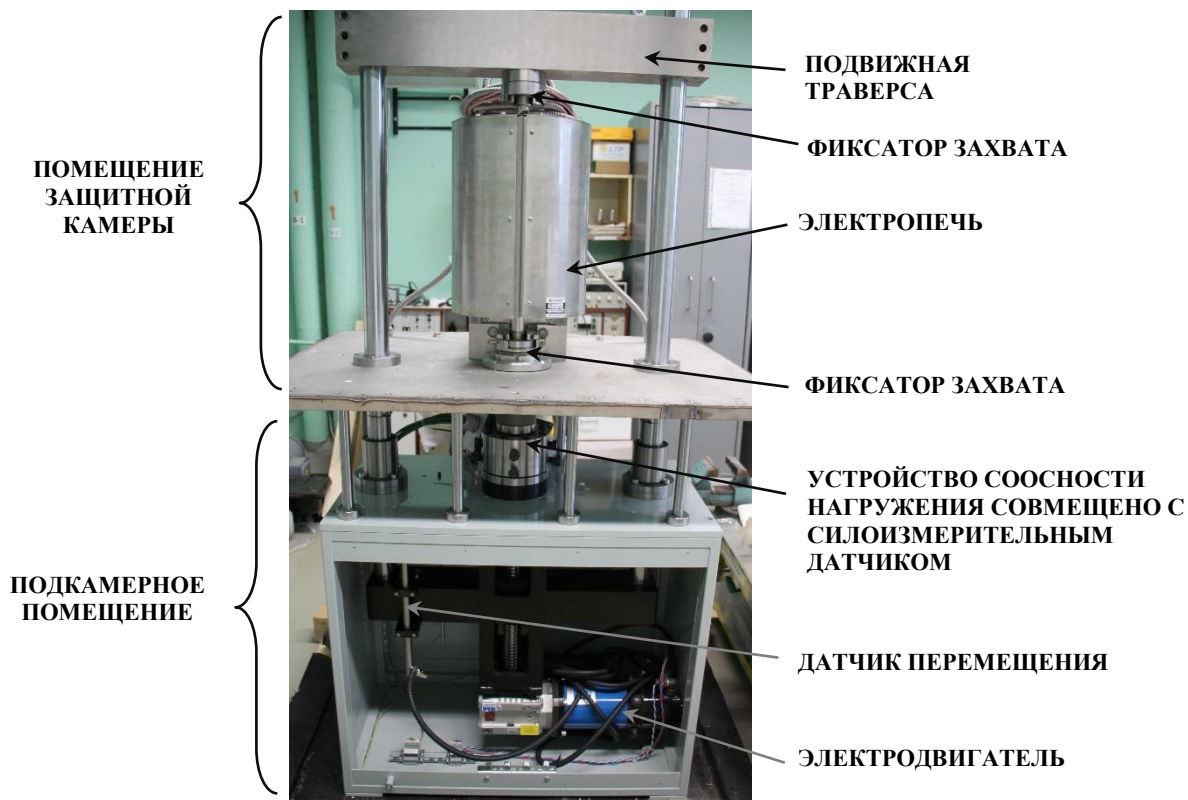 ПОМЕЩЕНИЕ
ЗАЩИТНОЙ
КАМЕРЫ
ПОДКАМЕРНОЕ
ПОМЕЩЕНИЕ
ПОДВИЖНАЯ
ТРАВЕРСА
ФИКСАТОР ЗАХВАТА
ЭЛЕКТРОПЕЧЬ
ФИКСАТОР ЗАХВАТА
УСТРОЙСТВО СООСНОСТИ
НАГРУЖЕНИЯ СОВМЕЩЕНО С
СИЛОИЗМЕРИТЕЛЬНЫМ
ДАТЧИКОМ
ДАТЧИК ПЕРЕМЕЩЕНИЯ
ЭЛЕКТРОДВИГАТЕЛЬ
STP